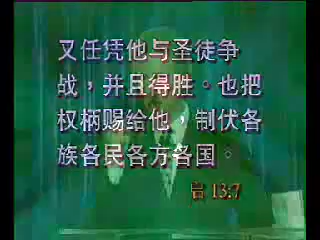 又任凭他与圣徒争
战，并且得胜。也把
权柄赐给他，制伏各
族各民各方各国。
启 13:7